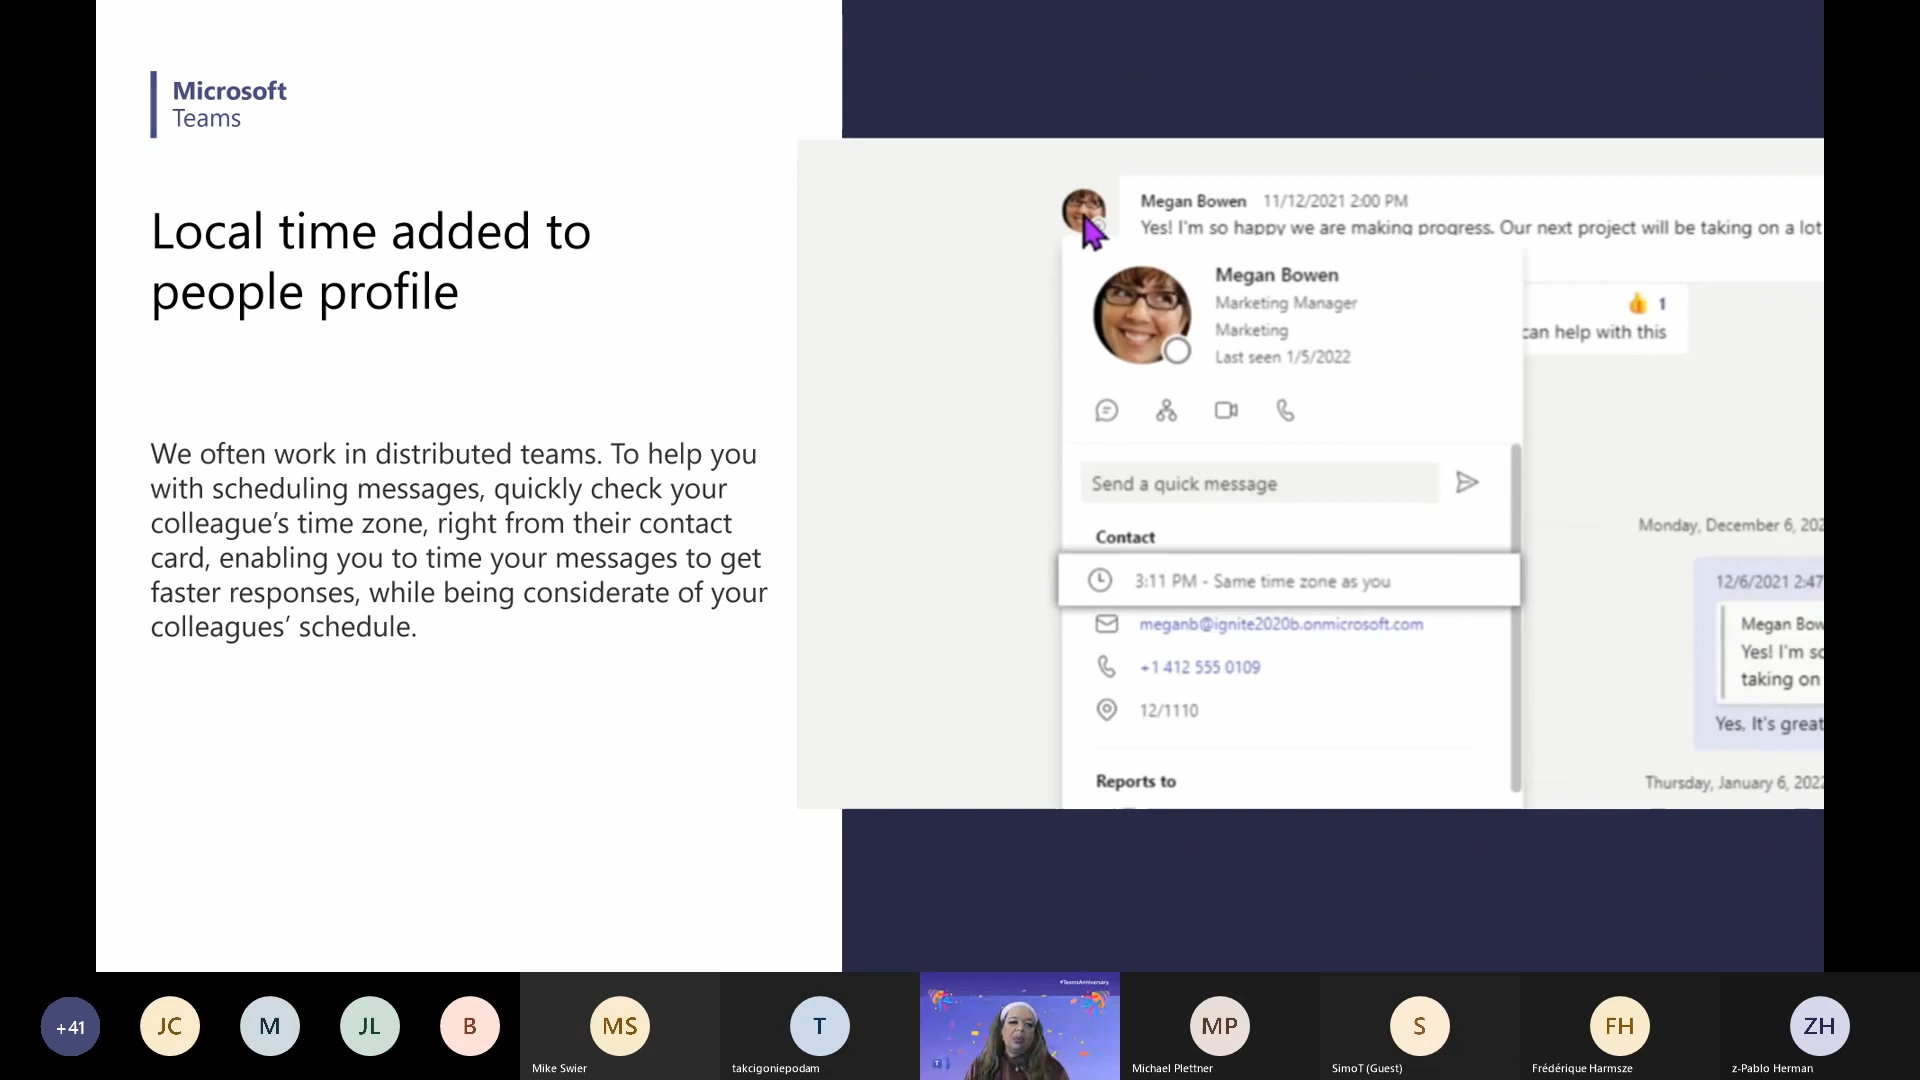 Microsoft
Teams
Local time added to
people profile
We often work in distributed teams. To help you
with scheduling messages, quickly check your
colleague’s time zone, right from their contact
card, enabling you to time your messages to get
faster responses, while being considerate of your
colleagues’ schedule.
Megan Bowen 11/12/2021 2:00 PM
Yes! I'm so happy we are making progress. Our next project will be taking on a lot
Megan Bowen
Marketing Manager
Marketing
Last seen 1/5/2022
👍 1
can help with this
Send a quick message
Contact
3:11 PM - Same time zone as you
meganb@ignite2020b.onmicrosoft.com
+1 412 555 0109
12/1110
Reports to
Monday, December 6, 202
12/6/2021 2:47
Megan Bow
Yes! I'm so
taking on
Yes, It's great
Thursday, January 6, 202
+41
JC
M
JL
B
MS
Mike Swier
T
takcigoniepodam
#TeamsAnniversary
MP
Michael Plettner
S
SimoT (Guest)
FH
Frédérique Harmsze
ZH
z-Pablo Herman